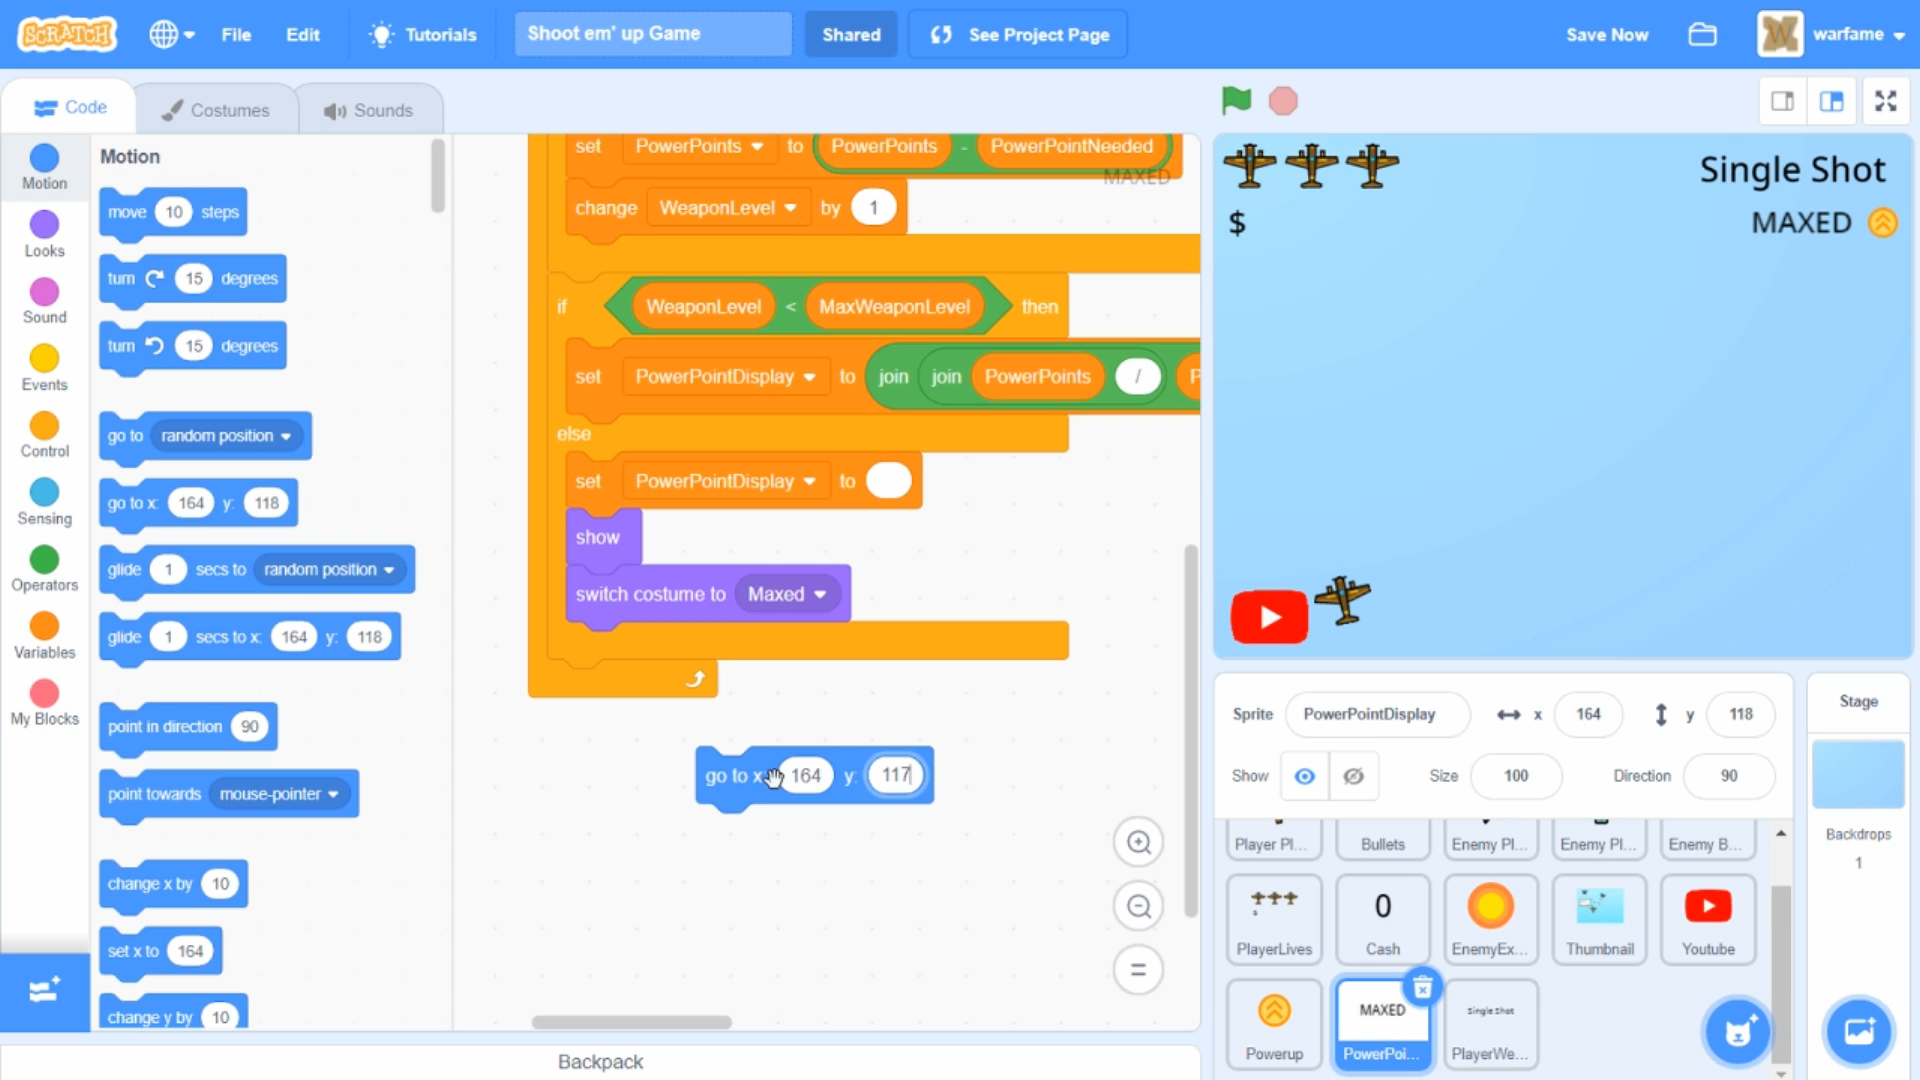 SCRATCH File Edit Tutorials Shoot em' up Game Shared See Project Page Save Now warfame
Code Costumes Sounds
Motion
Looks
Sound
Events
Control
Sensing
Operators
Variables
My Blocks
Motion
move 10 steps
turn 15 degrees
turn 15 degrees
go to random position
go to x: 164 y: 118
glide 1 secs to random position
glide 1 secs to x: 164 y: 118
point in direction 90
point towards mouse-pointer
change x by 10
set x to 164
change y by 10
set PowerPoints to PowerPoints - PowerPointNeeded
MAXED
change WeaponLevel by 1
if WeaponLevel < MaxWeaponLevel then
set PowerPointDisplay to join join PowerPoints / P
else
set PowerPointDisplay to
show
switch costume to Maxed
go to x 164 y: 117
Backpack
Single Shot
$ MAXED
Sprite PowerPointDisplay x 164 y 118
Show Size 100 Direction 90
Player Pl... Bullets Enemy Pl... Enemy Pl... Enemy B...
0
PlayerLives Cash EnemyEx... Thumbnail Youtube
MAXED Single Shot
Powerup PowerPoi... PlayerWe...
Stage
Backdrops
1